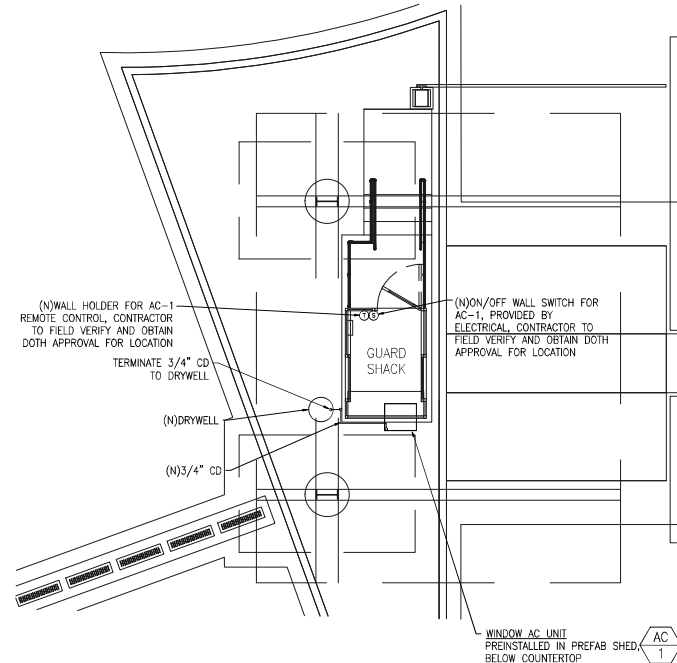 (N)WALL HOLDER FOR AC-1
REMOTE CONTROL, CONTRACTOR
TO FIELD VERIFY AND OBTAIN
DOTH APPROVAL FOR LOCATION
TERMINATE 3/4" CD
TO DRYWELL
(N)DRYWELL
(N)3/4" CD
T S
GUARD
SHACK
(N)ON/OFF WALL SWITCH FOR
AC-1, PROVIDED BY
ELECTRICAL, CONTRACTOR TO
FIELD VERIFY AND OBTAIN DOTH
APPROVAL FOR LOCATION
WINDOW AC UNIT
PREINSTALLED IN PREFAB SHED,
BELOW COUNTERTOP
AC
1